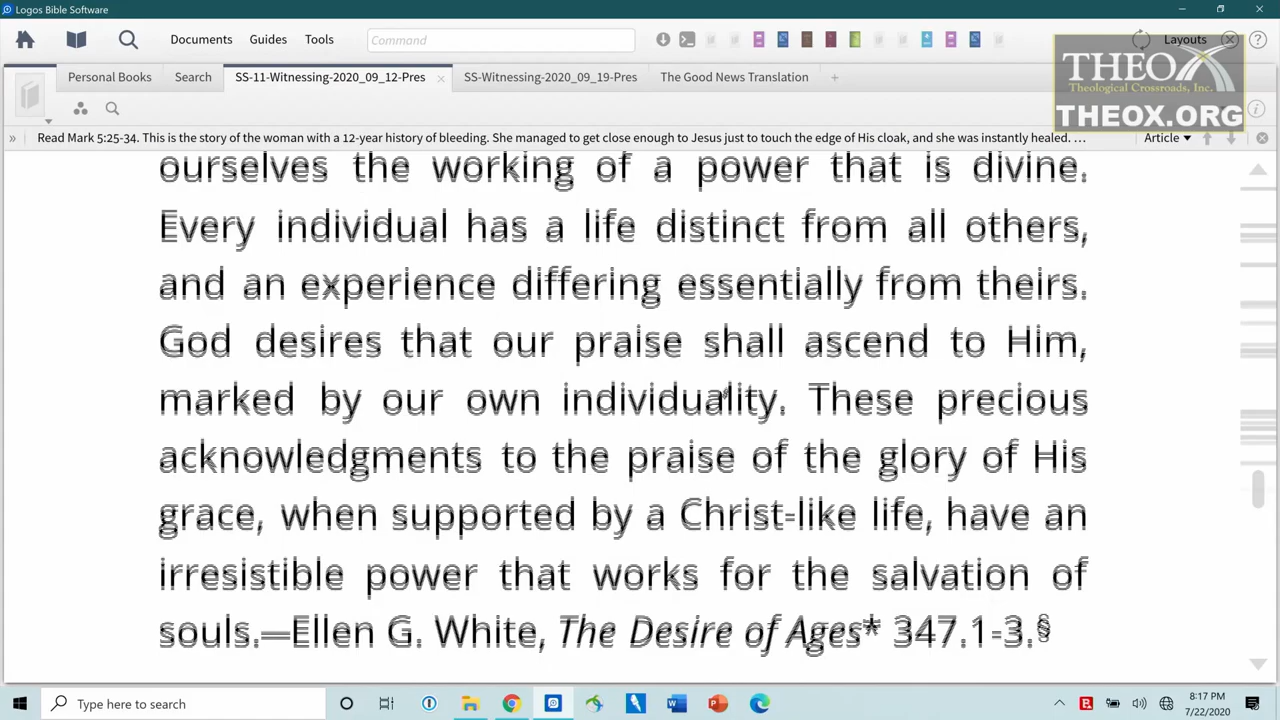 Logos Bible Software
Documents Guides Tools Command Layouts
THEOX
Theological Crossroads, Inc.
THEOX.ORG
Personal Books Search SS-11-Witnessing-2020_09_12-Pres SS-Witnessing-2020_09_19-Pres The Good News Translation
Read Mark 5:25-34. This is the story of the woman with a 12-year history of bleeding. She managed to get close enough to Jesus just to touch the edge of His cloak, and she was instantly healed. … Article
ourselves the working of a power that is divine.
Every individual has a life distinct from all others,
and an experience differing essentially from theirs.
God desires that our praise shall ascend to Him,
marked by our own individuality. These precious
acknowledgments to the praise of the glory of His
grace, when supported by a Christ-like life, have an
irresistible power that works for the salvation of
souls.—Ellen G. White, The Desire of Ages* 347.1-3.§
Type here to search
8:17 PM
7/22/2020